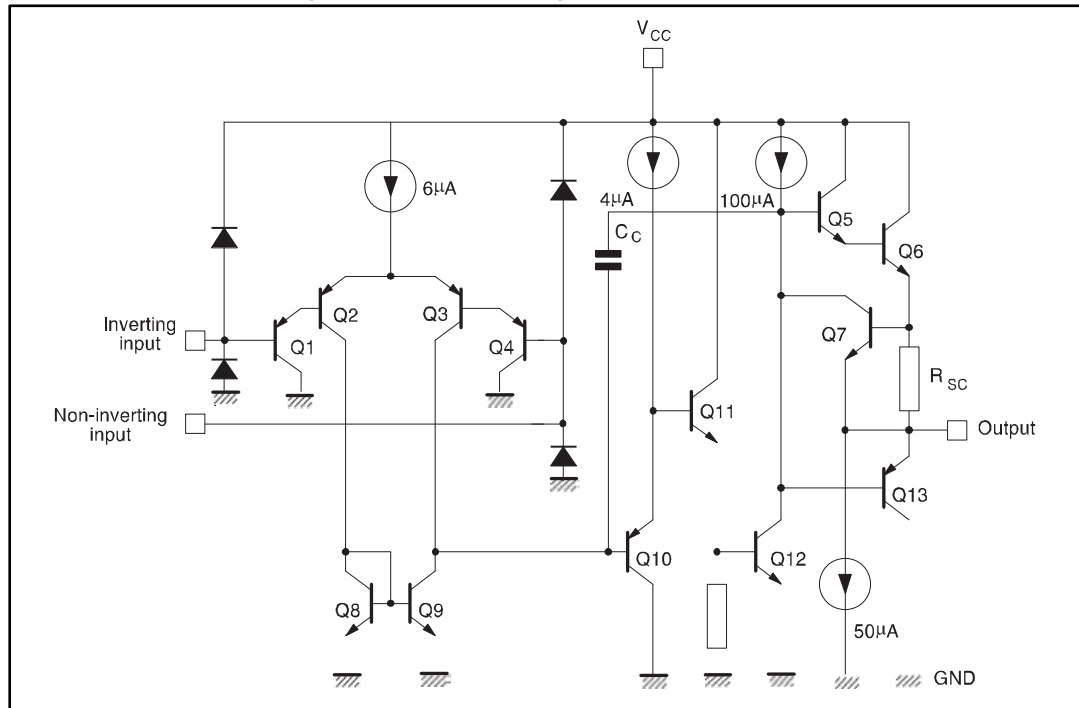 V CC
6μA
4μA
100μA
C C
Q5
Q6
Q2
Q3
Q7
Inverting
input
Q1
Q4
R SC
Non-inverting
input
Q11
Output
Q13
Q10
Q12
Q8
Q9
50μA
GND